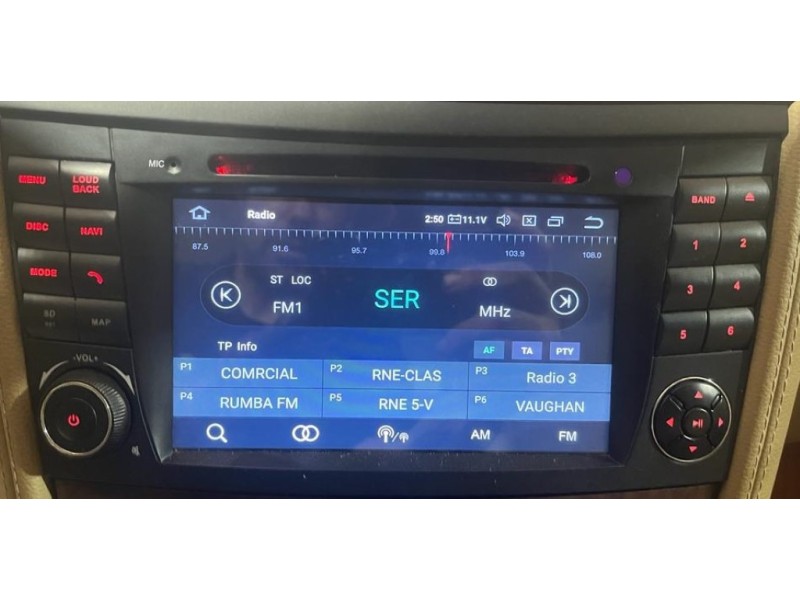 MIC
MENU
LOUD
BACK
DISC
NAVI
MODE
SD
MAP
-VOL+
Radio
2:50 11.1V
87.5 91.6 95.7 99.8 103.9 108.0
ST LOC
FM1
SER
MHz
TP Info
AF TA PTY
P1 COMRCIAL P2 RNE-CLAS P3 Radio 3
P4 RUMBA FM P5 RNE 5-V P6 VAUGHAN
AM FM
BAND
1 2
3 4
5 6